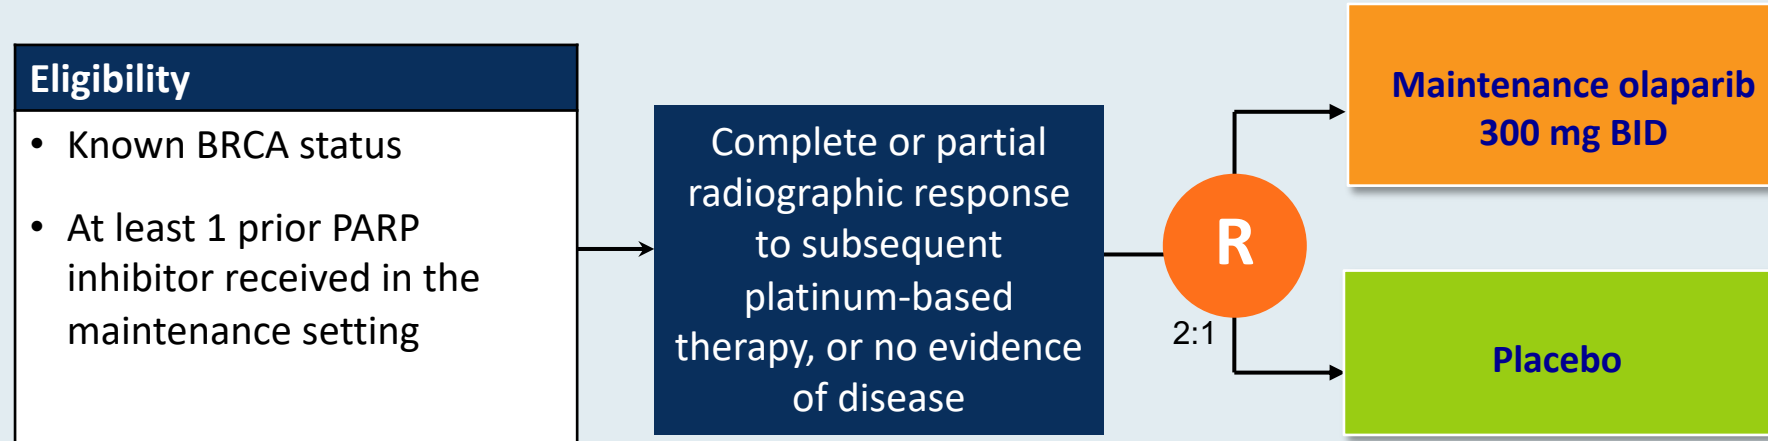 Eligibility
• Known BRCA status
• At least 1 prior PARP
inhibitor received in the
maintenance setting
Complete or partial
radiographic response
to subsequent
platinum-based
therapy, or no evidence
of disease
R
2:1
Maintenance olaparib
300 mg BID
Placebo